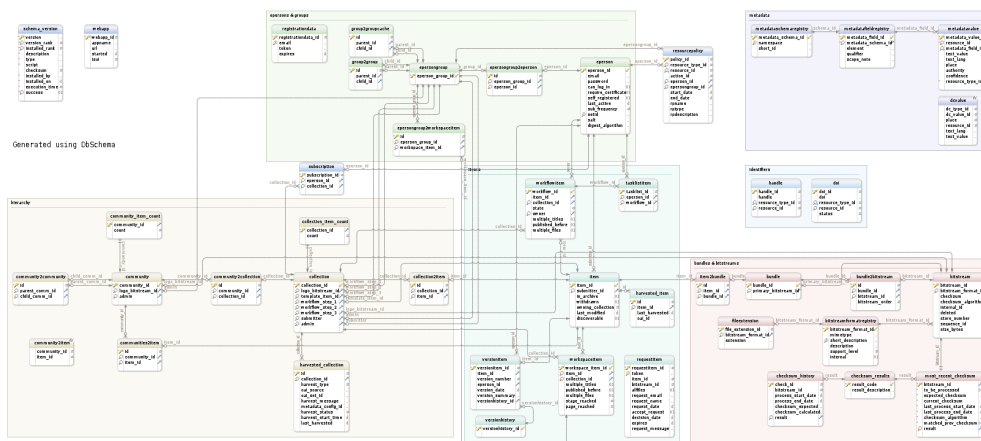 epersons & groups
metadata
schema_version
version
version_rank
installed_rank
description
type
script
checksum
installed_by
installed_on
execution_time
success
webapp
webapp_id
appname
url
started
isui
registrationdata
registrationdata_id
email
token
expires
group2groupcache
id
parent_id
child_id
group2group
id
parent_id
child_id
epersongroup
eperson_group_id
epersongroup2eperson
id
eperson_group_id
eperson_id
eperson
eperson_id
email
password
can_log_in
require_certificate
self_registered
last_active
sub_frequency
netid
salt
digest_algorithm
resourcepolicy
policy_id
resource_type_id
resource_id
action_id
eperson_id
epersongroup_id
start_date
end_date
rpname
rptype
rpdescription
metadataschemaregistry
metadata_schema_id
namespace
short_id
metadatafieldregistry
metadata_field_id
metadata_schema_id
element
qualifier
scope_note
metadatavalue
resource_id
text_value
text_lang
place
authority
confidence
dcvalue
dc_value_id
dc_type_id
place
resource_id
text_lang
text_value
epersongroup2workspaceitem
id
eperson_group_id
workspace_item_id
Generated using DbSchema
subscription
subscription_id
eperson_id
collection_id
items
workflowitem
workflow_id
item_id
collection_id
state
owner
multiple_titles
published_before
multiple_files
tasklistitem
tasklist_id
eperson_id
workflow_id
identifiers
handle
handle_id
handle
resource_type_id
resource_id
doi
doi_id
doi
resource_type_id
resource_id
status
hierarchy
community_item_count
community_id
count
collection_item_count
collection_id
count
community2community
id
parent_comm_id
child_comm_id
community
community_id
logo_bitstream_id
admin
community2collection
id
community_id
collection_id
collection
collection_id
logo_bitstream_id
template_item_id
workflow_step_1
workflow_step_2
workflow_step_3
submitter
admin
collection2item
id
collection_id
item_id
item
item_id
submitter_id
in_archive
withdrawn
owning_collection
last_modified
discoverable
harvested_item
id
item_id
last_harvested
oai_id
bundles & bitstreams
item2bundle
id
item_id
bundle_id
bundle
bundle_id
primary_bitstream_id
bundle2bitstream
id
bundle_id
bitstream_id
bitstream_order
bitstream
bitstream_id
checksum
checksum_algorithm
internal_id
deleted
store_number
sequence_id
size_bytes
fileextension
file_extension_id
bitstream_format_id
extension
bitstreamformatregistry
bitstream_format_id
mimetype
short_description
description
support_level
internal
community2item
community_id
item_id
communities2item
id
community_id
item_id
harvested_collection
id
collection_id
harvest_type
oai_source
oai_set_id
harvest_message
metadata_config_id
harvest_status
harvest_start_time
last_harvested
versionitem
versionitem_id
item_id
version_number
eperson_id
version_date
version_summary
versionhistory_id
workspaceitem
workspace_item_id
item_id
collection_id
multiple_titles
published_before
multiple_files
stage_reached
page_reached
requestitem
requestitem_id
token
item_id
bitstream_id
allfiles
request_email
request_name
request_date
accept_request
decision_date
expires
request_message
versionhistory
versionhistory_id
checksum_history
check_id
bitstream_id
process_start_date
process_end_date
checksum_expected
checksum_calculated
result
checksum_results
result_code
result_description
most_recent_checksum
bitstream_id
to_be_processed
expected_checksum
current_checksum
last_process_start_date
last_process_end_date
checksum_algorithm
matched_prev_checksum
result